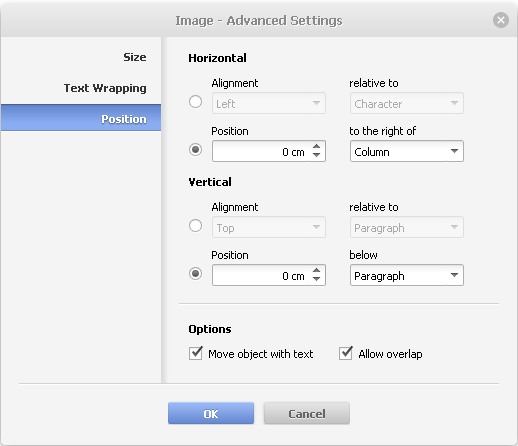 Image - Advanced Settings
Size
Text Wrapping
Position
Horizontal
Alignment relative to
Left Character
Position to the right of
0 cm Column
Vertical
Alignment relative to
Top Paragraph
Position below
0 cm Paragraph
Options
Move object with text Allow overlap
OK Cancel